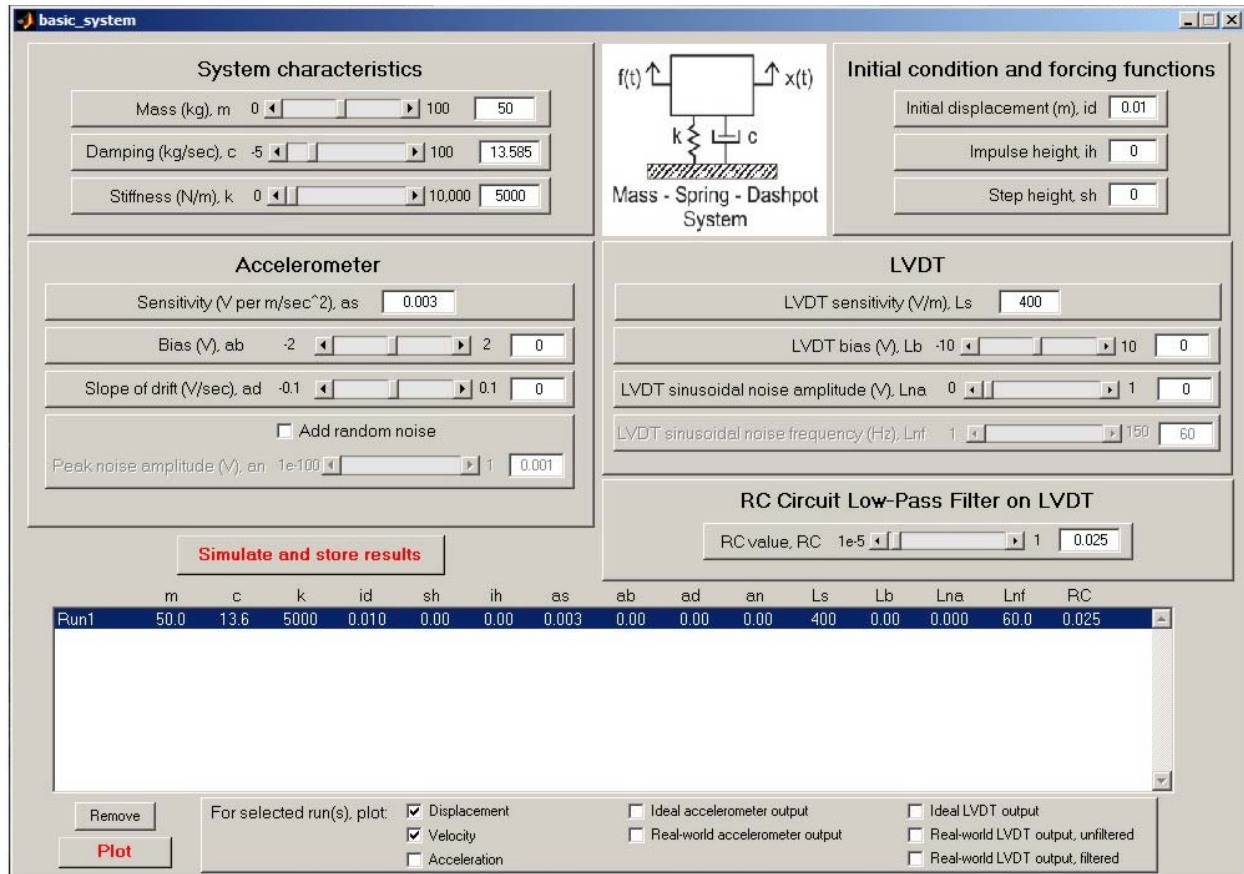 basic_system
System characteristics
Mass (kg), m 0 100 50
Damping (kg/sec), c -5 100 13.585
Stiffness (N/m), k 0 10,000 5000
f(t) x(t)
k c
Mass - Spring - Dashpot
System
Initial condition and forcing functions
Initial displacement (m), id 0.01
Impulse height, ih 0
Step height, sh 0
Accelerometer
Sensitivity (V per m/sec^2), as 0.003
Bias (V), ab -2 2 0
Slope of drift (V/sec), ad -0.1 0.1 0
Add random noise
Peak noise amplitude (V), an 1e-100 1 0.001
LVDT
LVDT sensitivity (V/m), Ls 400
LVDT bias (V), Lb -10 10 0
LVDT sinusoidal noise amplitude (V), Lna 0 1 0
LVDT sinusoidal noise frequency (Hz), Lnf 1 150 60
RC Circuit Low-Pass Filter on LVDT
RC value, RC 1e-5 1 0.025
Simulate and store results
m c k id sh ih as ab ad an Ls Lb Lna Lnf RC
Run1 50.0 13.6 5000 0.010 0.00 0.00 0.003 0.00 0.00 0.00 400 0.00 0.000 60.0 0.025
Remove
Plot
For selected run(s), plot:
Displacement
Velocity
Acceleration
Ideal accelerometer output
Real-world accelerometer output
Ideal LVDT output
Real-world LVDT output, unfiltered
Real-world LVDT output, filtered